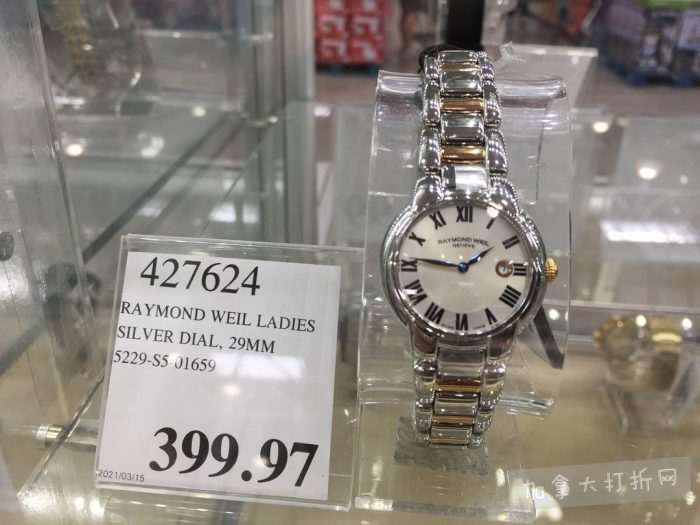 427624
RAYMOND WEIL LADIES
SILVER DIAL, 29MM
5229-S5-01659
399.97
2021/03/15
XII
RAYMOND WEIL
GENEVE
加拿大打折网